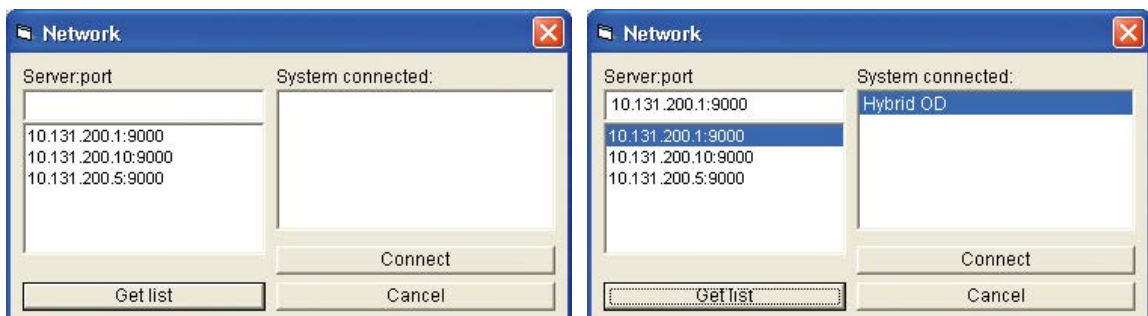 Network
Server:port
System connected:
10.131.200.1:9000
10.131.200.10:9000
10.131.200.5:9000
Connect
Get list
Cancel
Network
Server:port
System connected:
10.131.200.1:9000
Hybrid OD
10.131.200.1:9000
10.131.200.10:9000
10.131.200.5:9000
Connect
Get list
Cancel